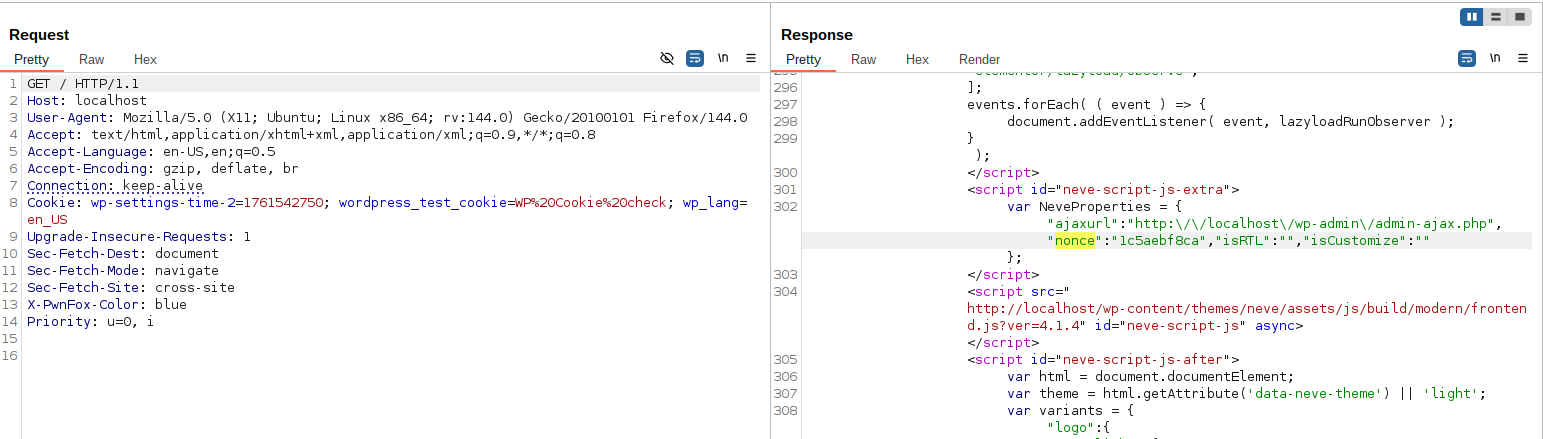 Request
Pretty Raw Hex \n
1 GET / HTTP/1.1
2 Host: localhost
3 User-Agent: Mozilla/5.0 (X11; Ubuntu; Linux x86_64; rv:144.0) Gecko/20100101 Firefox/144.0
4 Accept: text/html,application/xhtml+xml,application/xml;q=0.9,*/*;q=0.8
5 Accept-Language: en-US,en;q=0.5
6 Accept-Encoding: gzip, deflate, br
7 Connection: keep-alive
8 Cookie: wp-settings-time-2=1761542750; wordpress_test_cookie=WP%20Cookie%20check; wp_lang=
en_US
9 Upgrade-Insecure-Requests: 1
10 Sec-Fetch-Dest: document
11 Sec-Fetch-Mode: navigate
12 Sec-Fetch-Site: cross-site
13 X-PwnFox-Color: blue
14 Priority: u=0, i
15
16
Response
Pretty Raw Hex Render \n
295 'elementor/lazyload/observe',
296 ];
297 events.forEach( ( event ) => {
298 document.addEventListener( event, lazyloadRunObserver );
299 }
);
300 </script>
301 <script id="neve-script-js-extra">
302 var NeveProperties = {
"ajaxurl":"http:\/\/localhost\/wp-admin\/admin-ajax.php",
"nonce":"1c5aebf8ca","isRTL":"","isCustomize":""
};
303 </script>
304 <script src="
http://localhost/wp-content/themes/neve/assets/js/build/modern/fronten
d.js?ver=4.1.4" id="neve-script-js" async>
</script>
305 <script id="neve-script-js-after">
306 var html = document.documentElement;
307 var theme = html.getAttribute('data-neve-theme') || 'light';
308 var variants = {
"logo":{